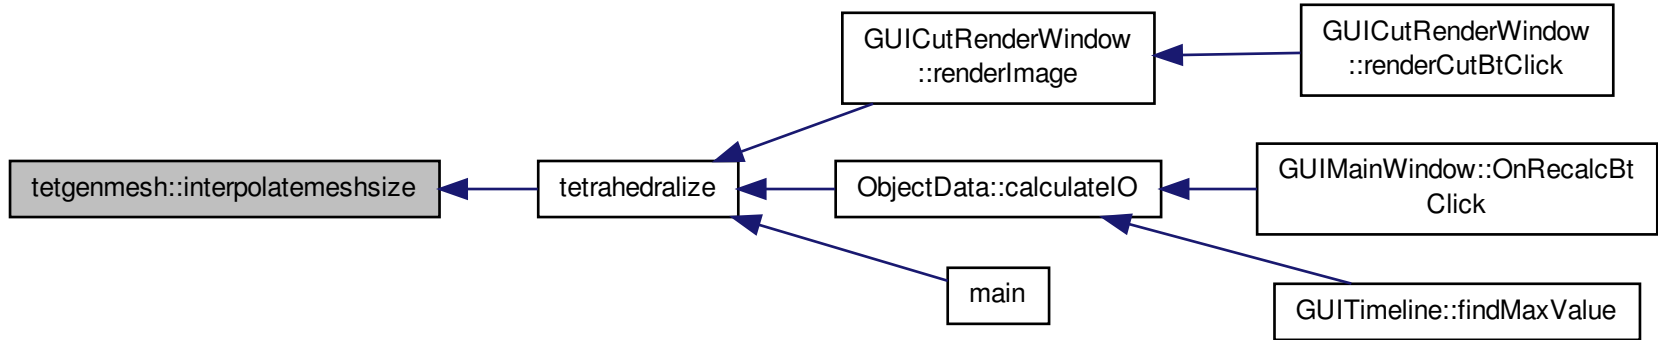 tetgenmesh::interpolatemeshsize
tetrahedralize
GUICutRenderWindow
::renderImage
GUICutRenderWindow
::renderCutBtClick
ObjectData::calculateIO
GUIMainWindow::OnRecalcBt
Click
GUITimeline::findMaxValue
main